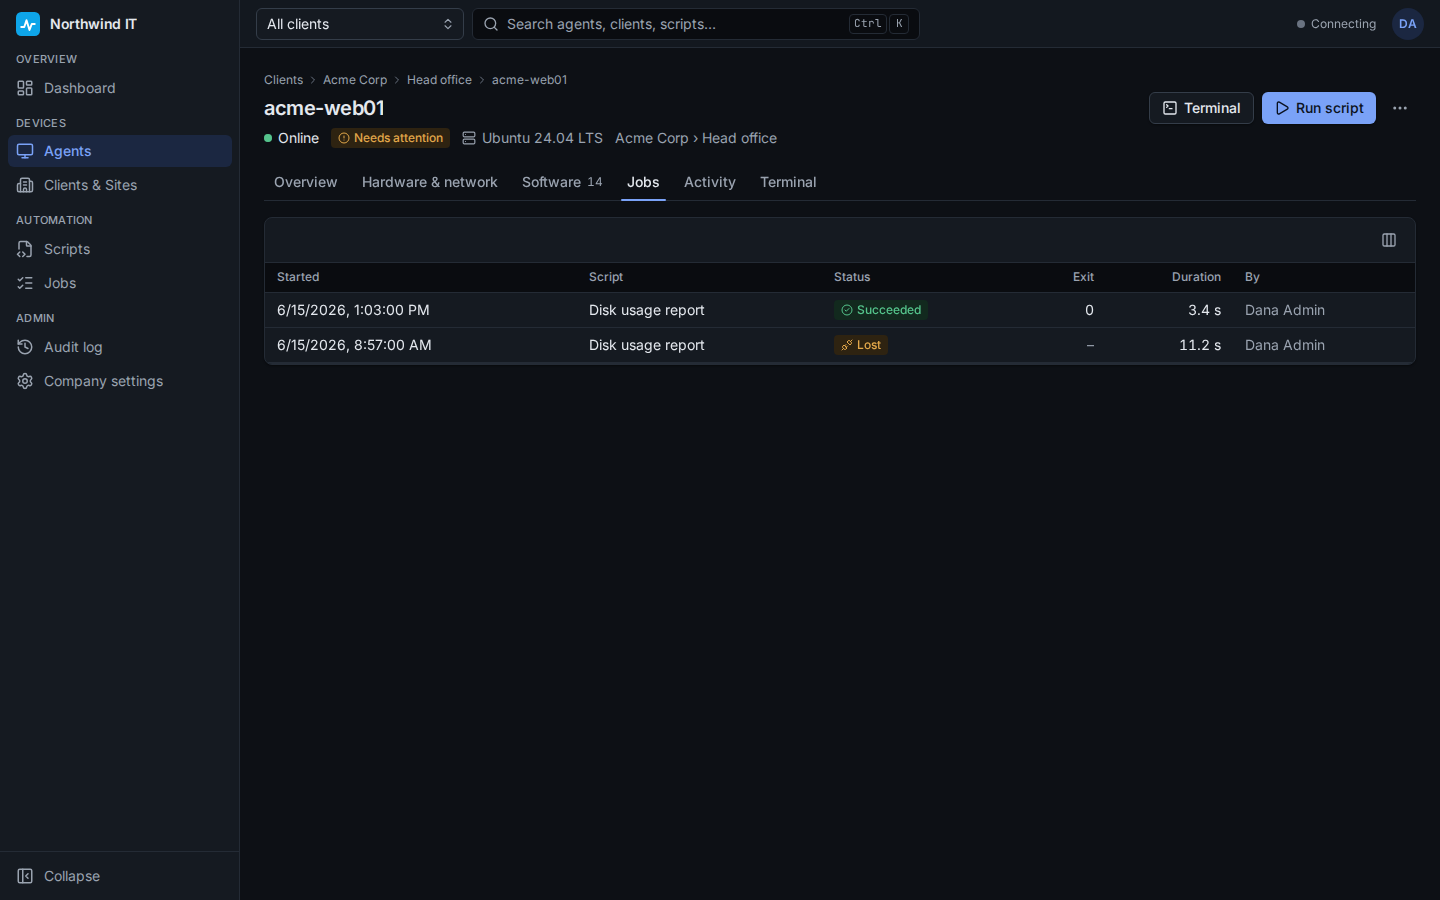 Northwind IT
All clients
Search agents, clients, scripts...
Ctrl K
Connecting
DA
OVERVIEW
Dashboard
DEVICES
Agents
Clients & Sites
AUTOMATION
Scripts
Jobs
ADMIN
Audit log
Company settings
Collapse
Clients › Acme Corp › Head office › acme-web01
acme-web01
Terminal
Run script
Online
Needs attention
Ubuntu 24.04 LTS
Acme Corp › Head office
Overview Hardware & network Software 14 Jobs Activity Terminal
Started Script Status Exit Duration By
6/15/2026, 1:03:00 PM Disk usage report Succeeded 0 3.4 s Dana Admin
6/15/2026, 8:57:00 AM Disk usage report Lost – 11.2 s Dana Admin